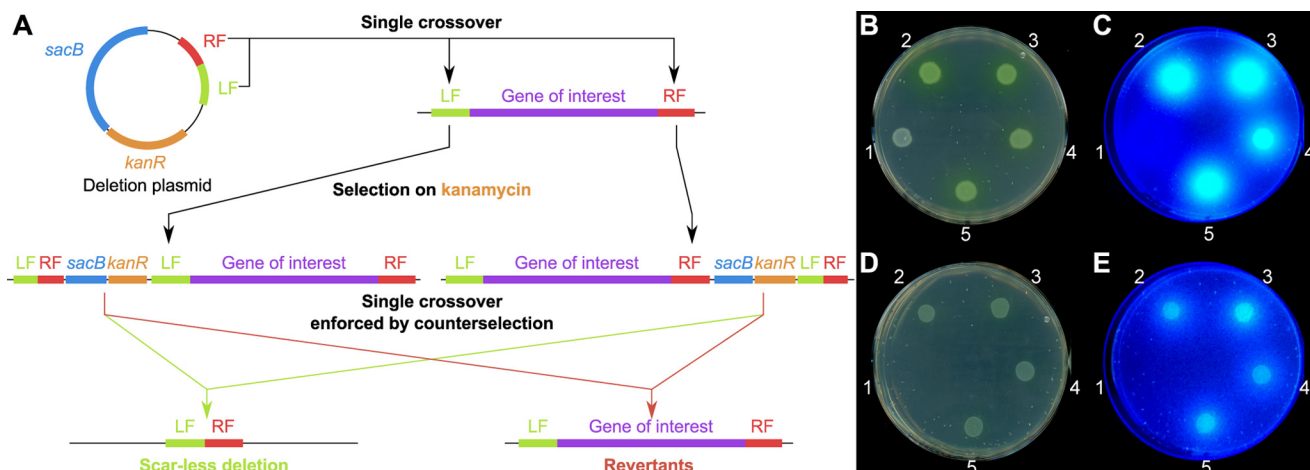 A
Single crossover
sacB
RF
LF
kanR
Deletion plasmid
LF Gene of interest RF
Selection on kanamycin
LF RF sacB kanR LF Gene of interest RF
LF Gene of interest RF sacB kanR LF RF
Single crossover
enforced by counterselection
LF RF
Scar-less deletion
LF Gene of interest RF
Revertants
B
2 3
1 4
5
C
2 3
1 4
5
D
2 3
1 4
5
E
2 3
1 4
5